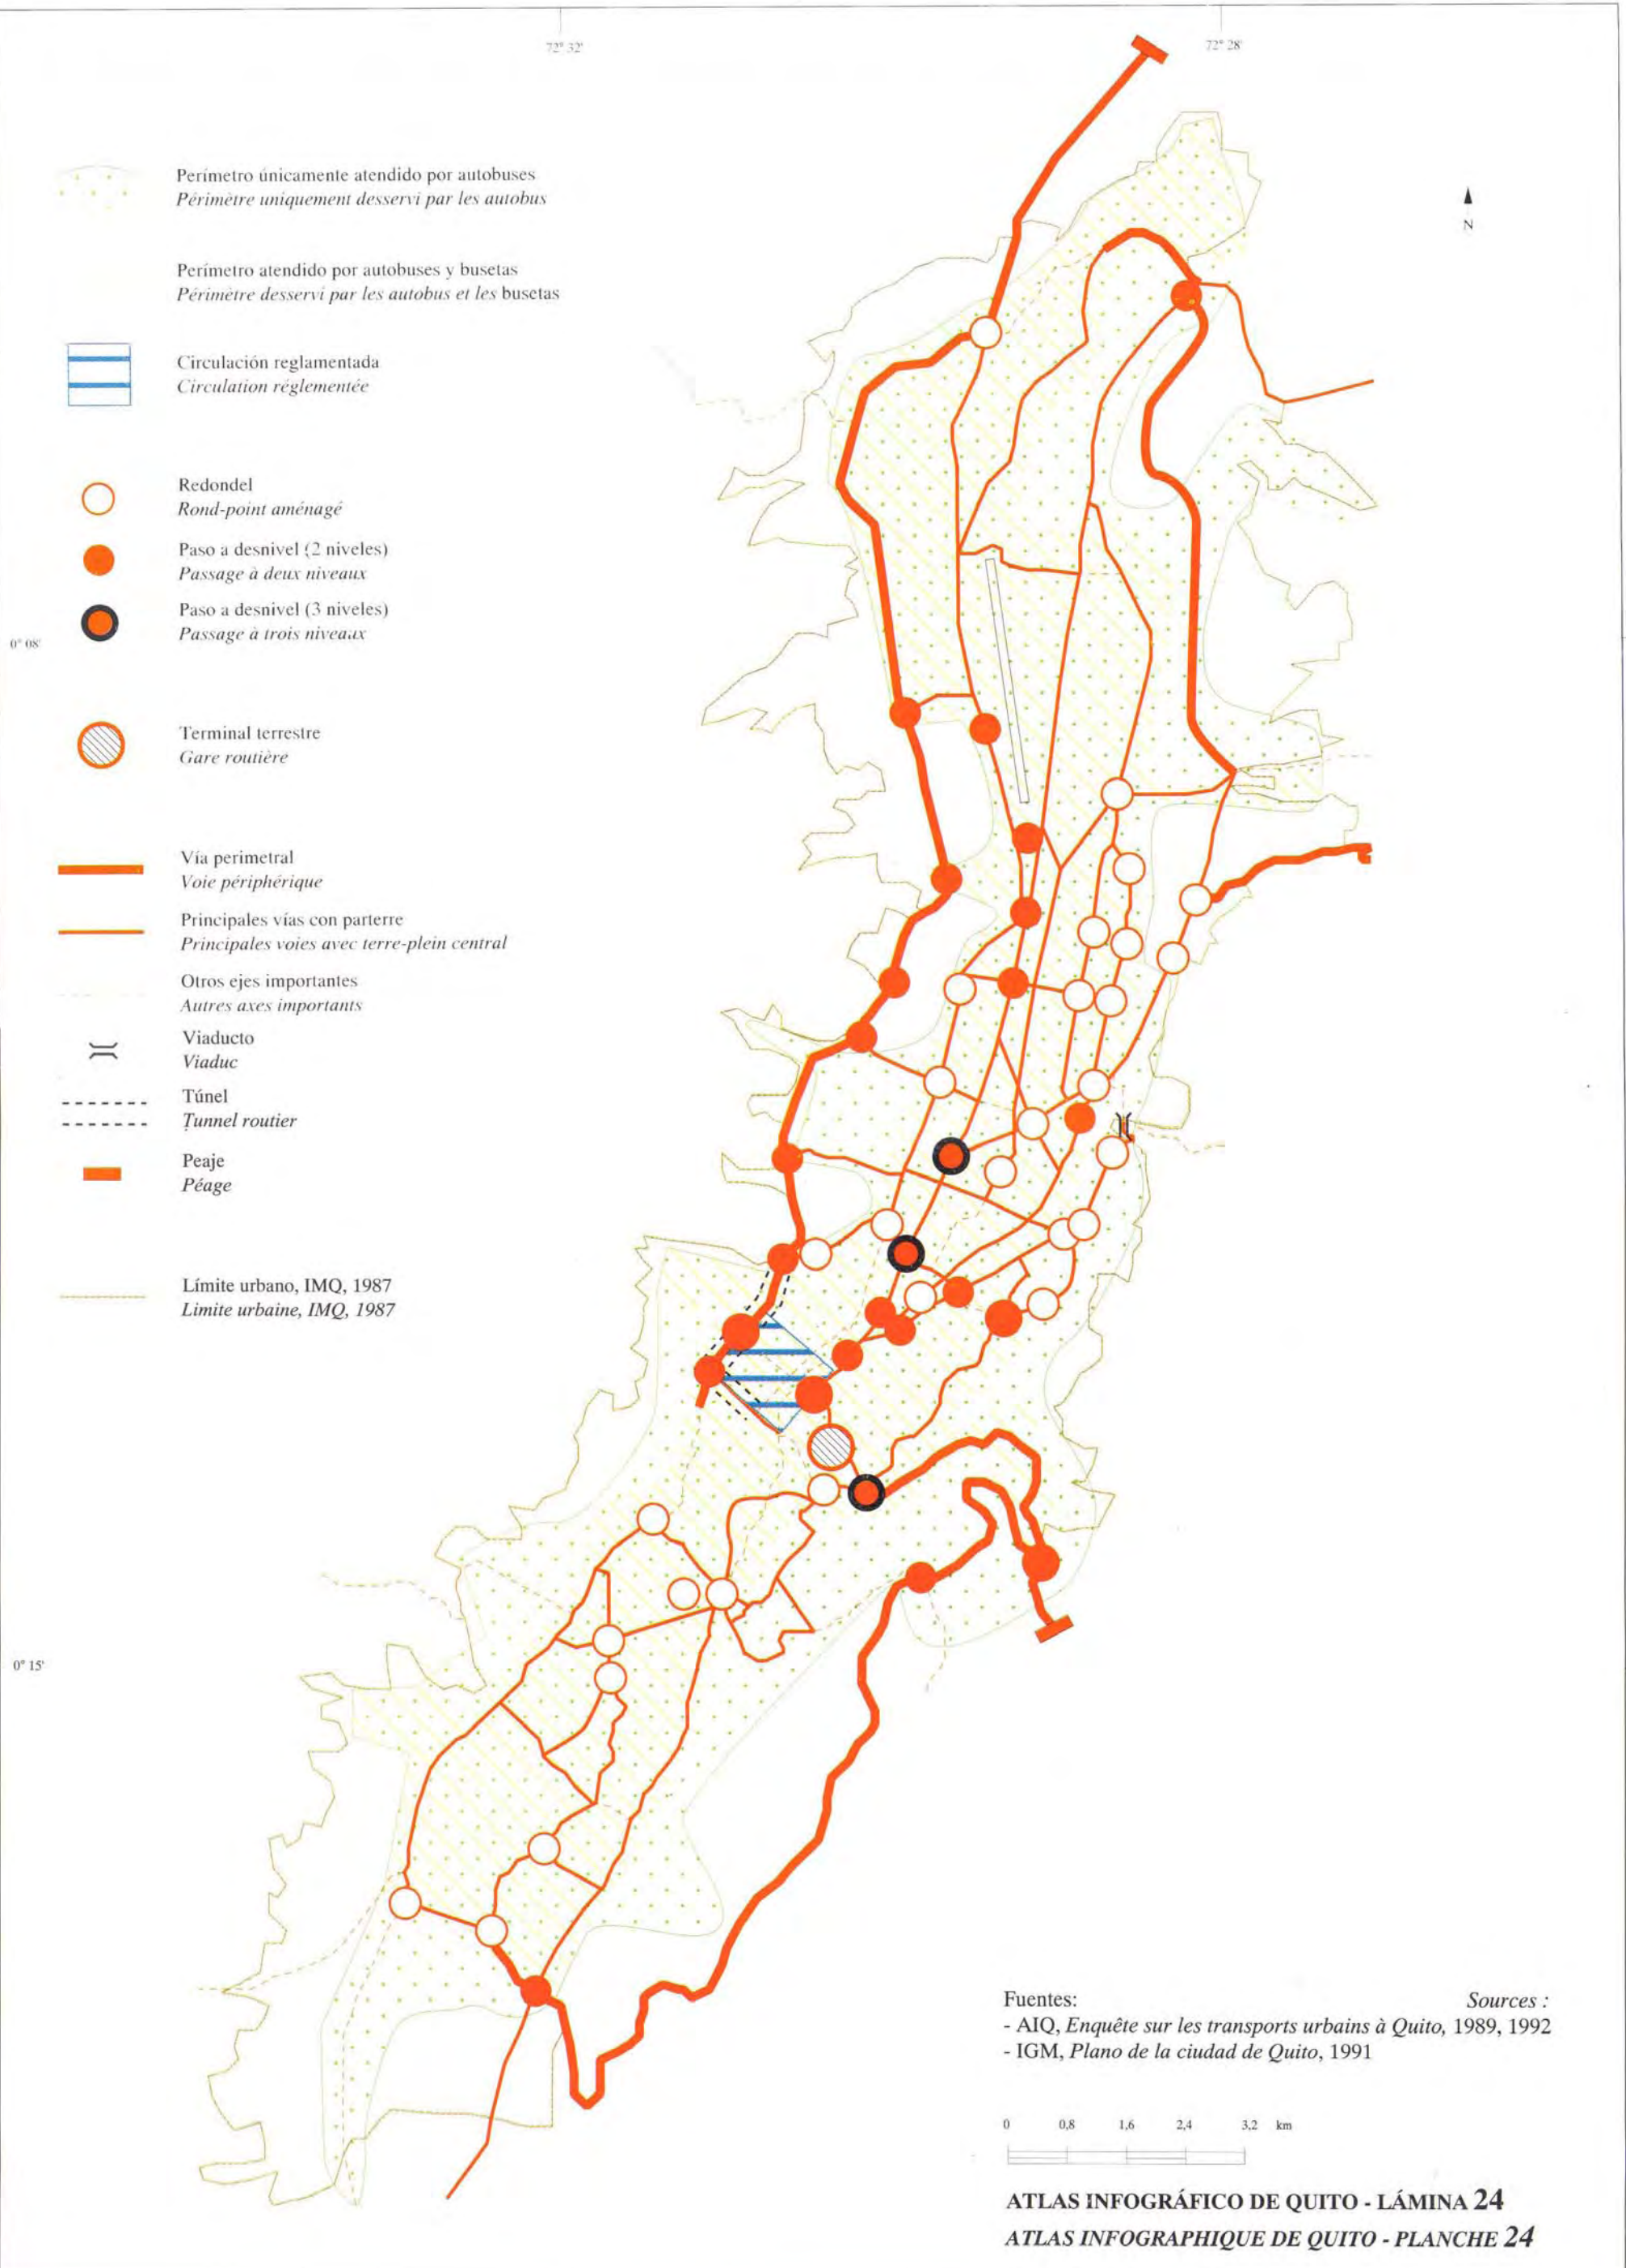 72° 32'
72° 28'
Perímetro únicamente atendido por autobuses
Périmètre uniquement desservi par les autobus
N
Perímetro atendido por autobuses y busetas
Périmètre desservi par les autobus et les busetas
Circulación reglamentada
Circulation réglementée
Redondel
Rond-point aménagé
Paso a desnivel (2 niveles)
Passage à deux niveaux
Paso a desnivel (3 niveles)
Passage à trois niveaux
0° 08'
Terminal terrestre
Gare routière
Vía perimetral
Voie périphérique
Principales vías con parterre
Principales voies avec terre-plein central
Otros ejes importantes
Autres axes importants
Viaducto
Viaduc
Túnel
Tunnel routier
Peaje
Péage
Límite urbano, IMQ, 1987
Limite urbaine, IMQ, 1987
0° 15'
Fuentes: Sources :
- AIQ, Enquête sur les transports urbains à Quito, 1989, 1992
- IGM, Plano de la ciudad de Quito, 1991
0 0,8 1,6 2,4 3,2 km
ATLAS INFOGRÁFICO DE QUITO - LÁMINA 24
ATLAS INFOGRAPHIQUE DE QUITO - PLANCHE 24